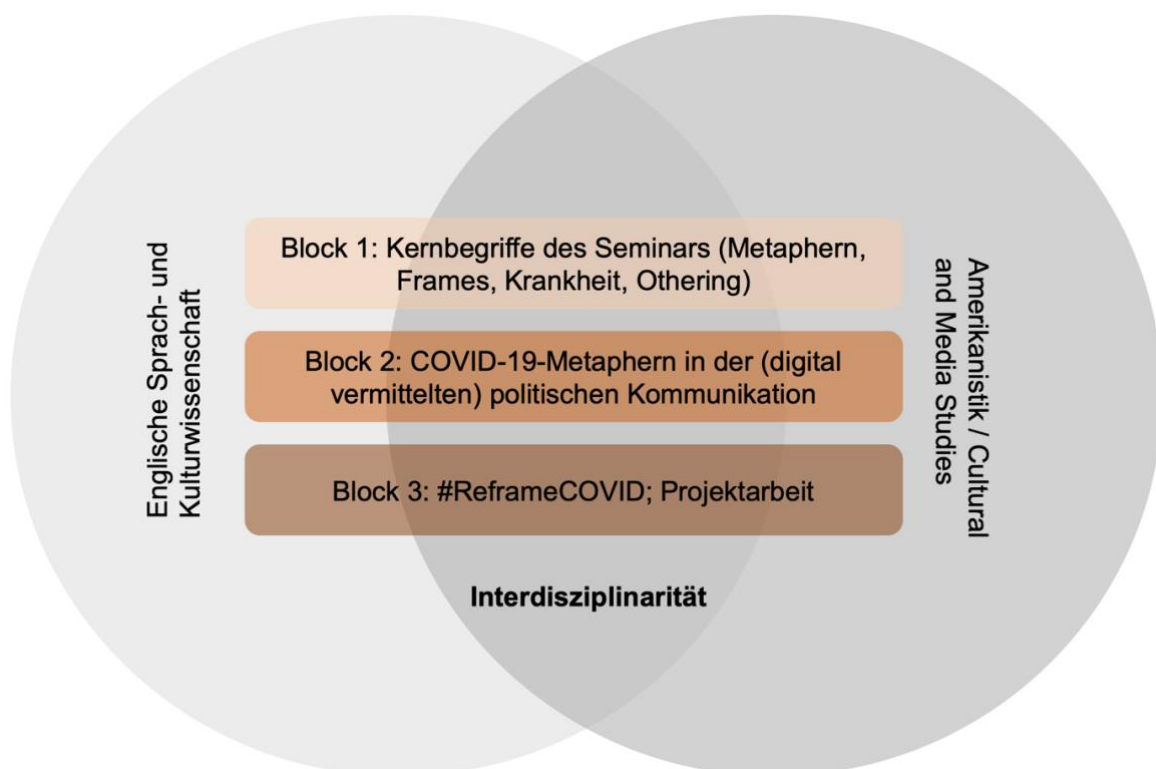 Englische Sprach- und
Kulturwissenschaft
Block 1: Kernbegriffe des Seminars (Metaphern,
Frames, Krankheit, Othering)
Block 2: COVID-19-Metaphern in der (digital
vermittelten) politischen Kommunikation
Block 3: #ReframeCOVID; Projektarbeit
Amerikanistik / Cultural
and Media Studies
Interdisziplinarität